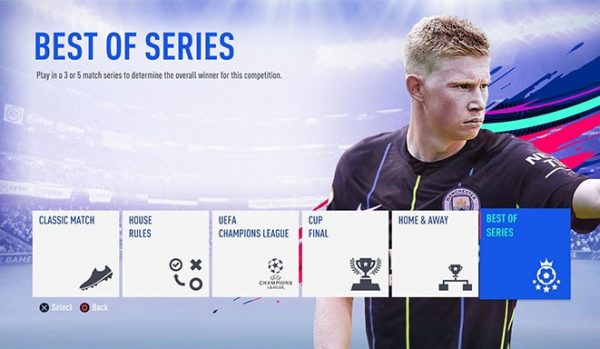 BEST OF SERIES
Play in a 3 or 5 match series to determine the overall winner for this competition.
CLASSIC MATCH
HOUSE
RULES
UEFA
CHAMPIONS LEAGUE
CUP
FINAL
HOME & AWAY
BEST OF
SERIES
CHAMPIONS
LEAGUE
Select
Back
MANCHESTER